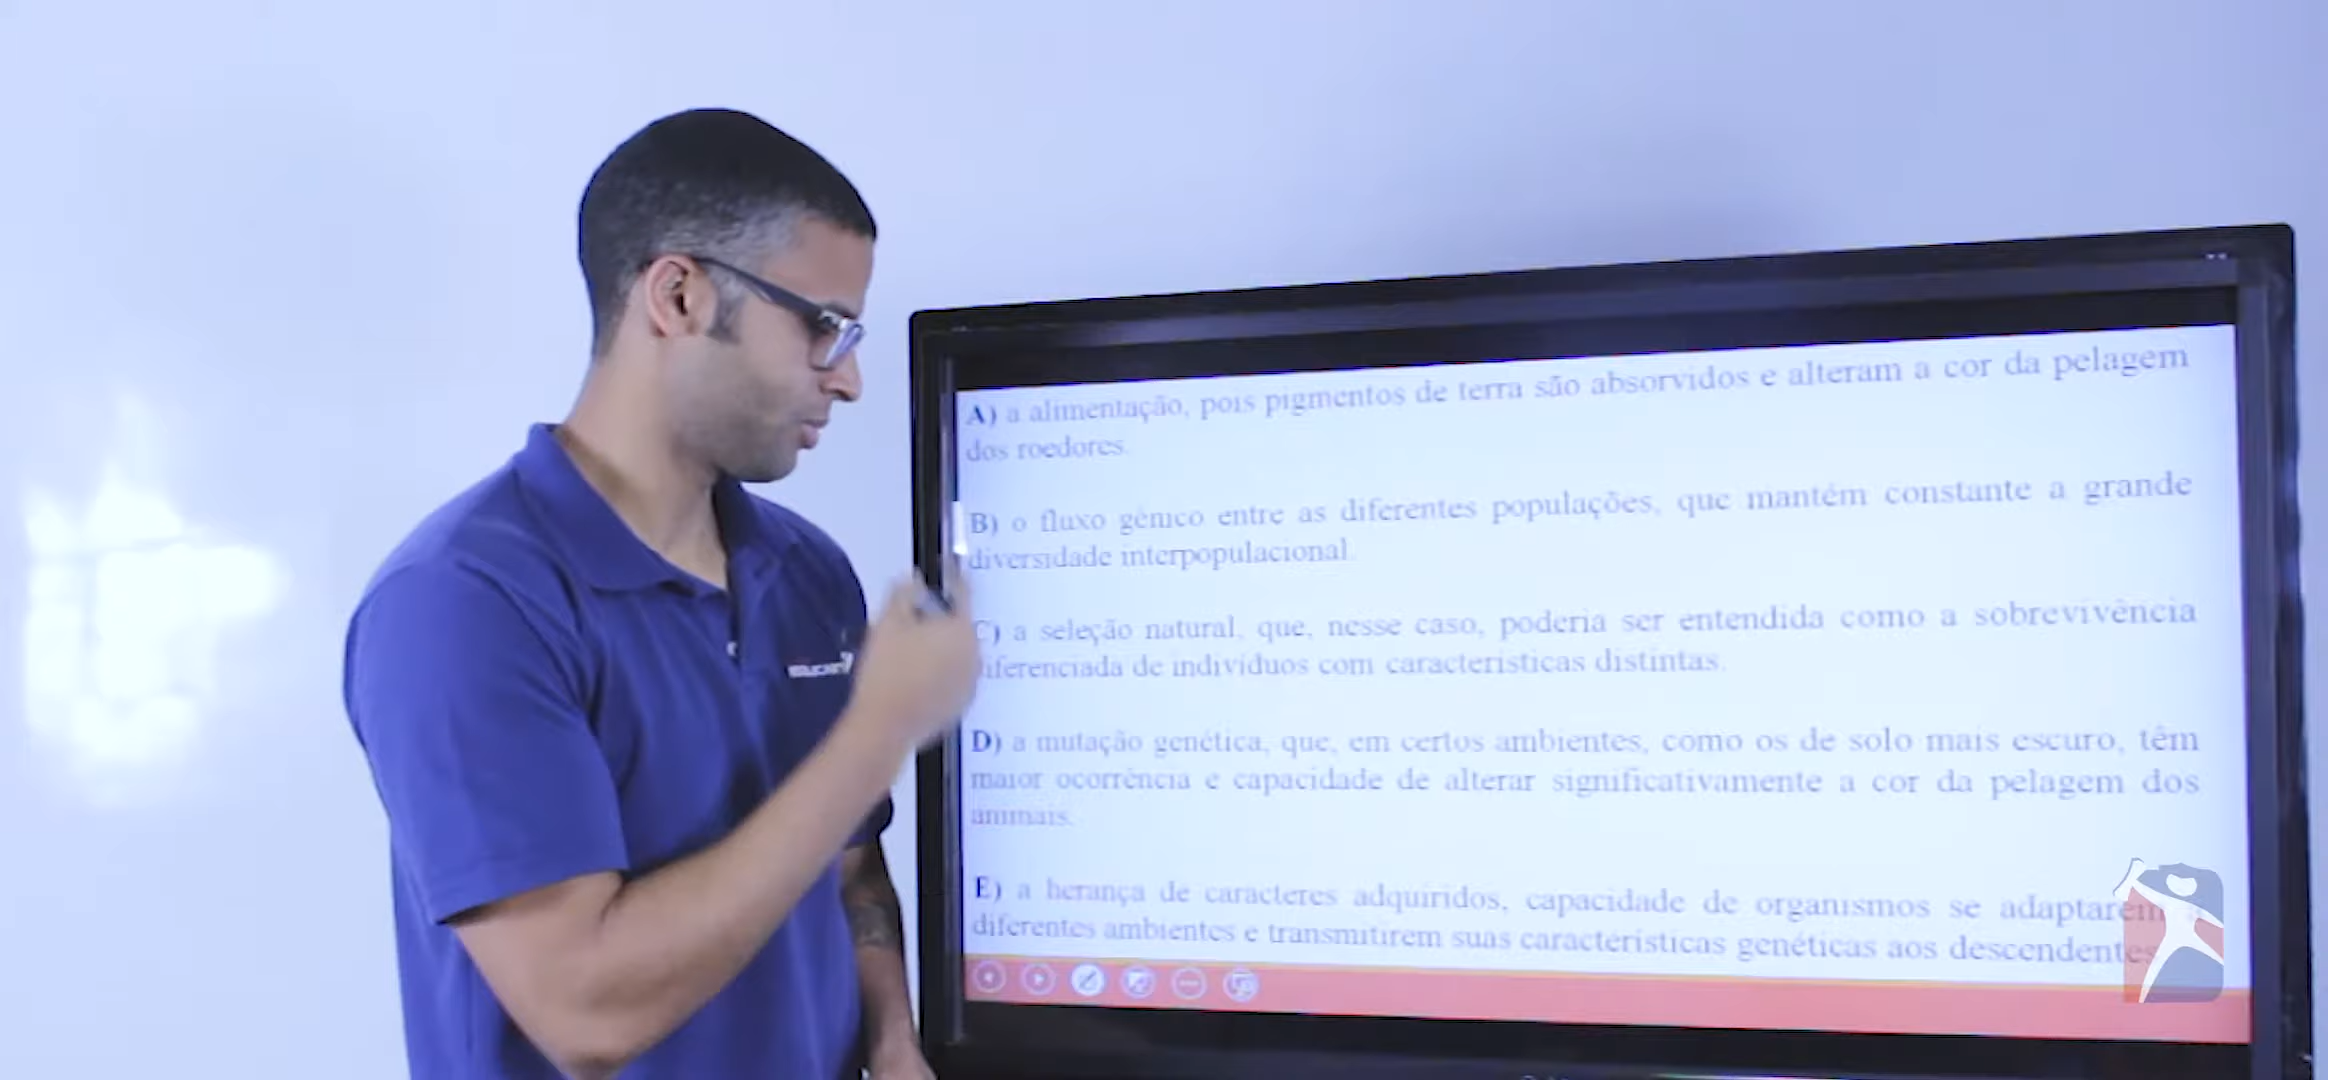 A) a alimentação, pois pigmentos de terra são absorvidos e alteram a cor da pelagem
dos roedores.
B) o fluxo gênico entre as diferentes populações, que mantém constante a grande
diversidade interpopulacional.
C) a seleção natural, que, nesse caso, poderia ser entendida como a sobrevivência
diferenciada de indivíduos com características distintas.
D) a mutação genética, que, em certos ambientes, como os de solo mais escuro, têm
maior ocorrência e capacidade de alterar significativamente a cor da pelagem dos
animais.
E) a herança de caracteres adquiridos, capacidade de organismos se adaptarem a
diferentes ambientes e transmitirem suas características genéticas aos descendentes